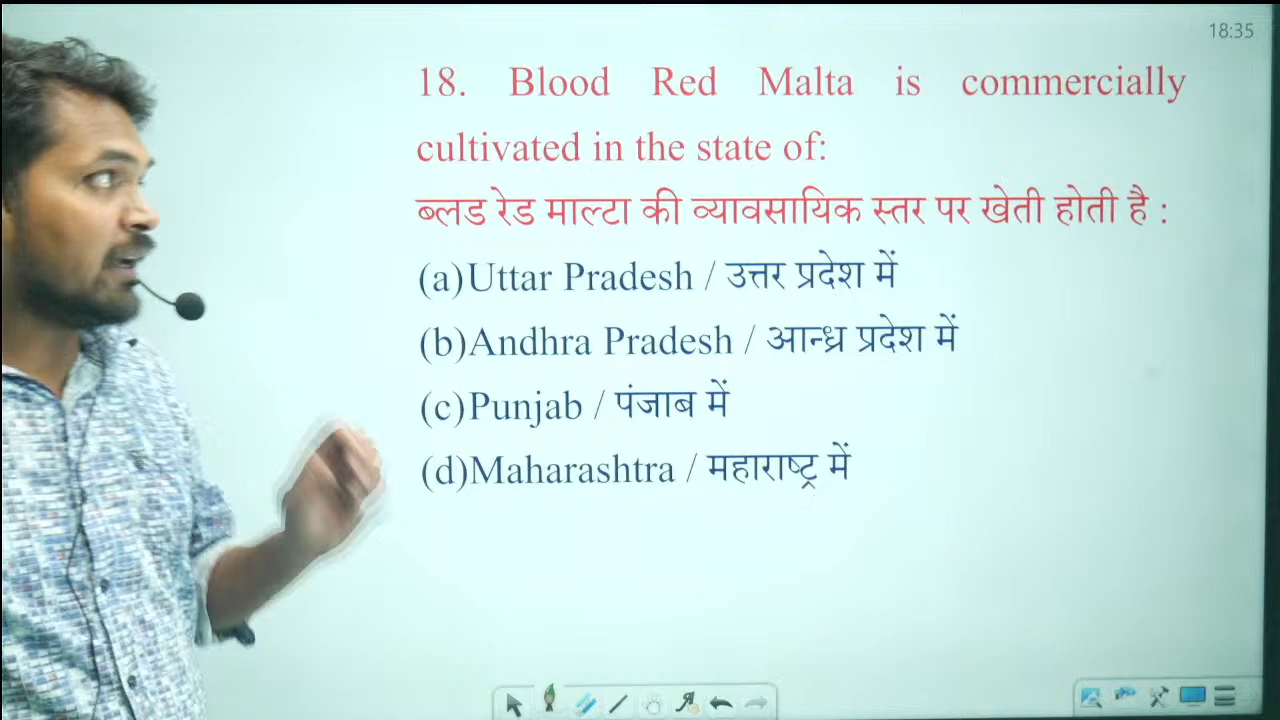 18:35
18. Blood Red Malta is commercially
cultivated in the state of:
ब्लड रेड माल्टा की व्यावसायिक स्तर पर खेती होती है :
(a)Uttar Pradesh / उत्तर प्रदेश में
(b)Andhra Pradesh / आन्ध्र प्रदेश में
(c)Punjab / पंजाब में
(d)Maharashtra / महाराष्ट्र में